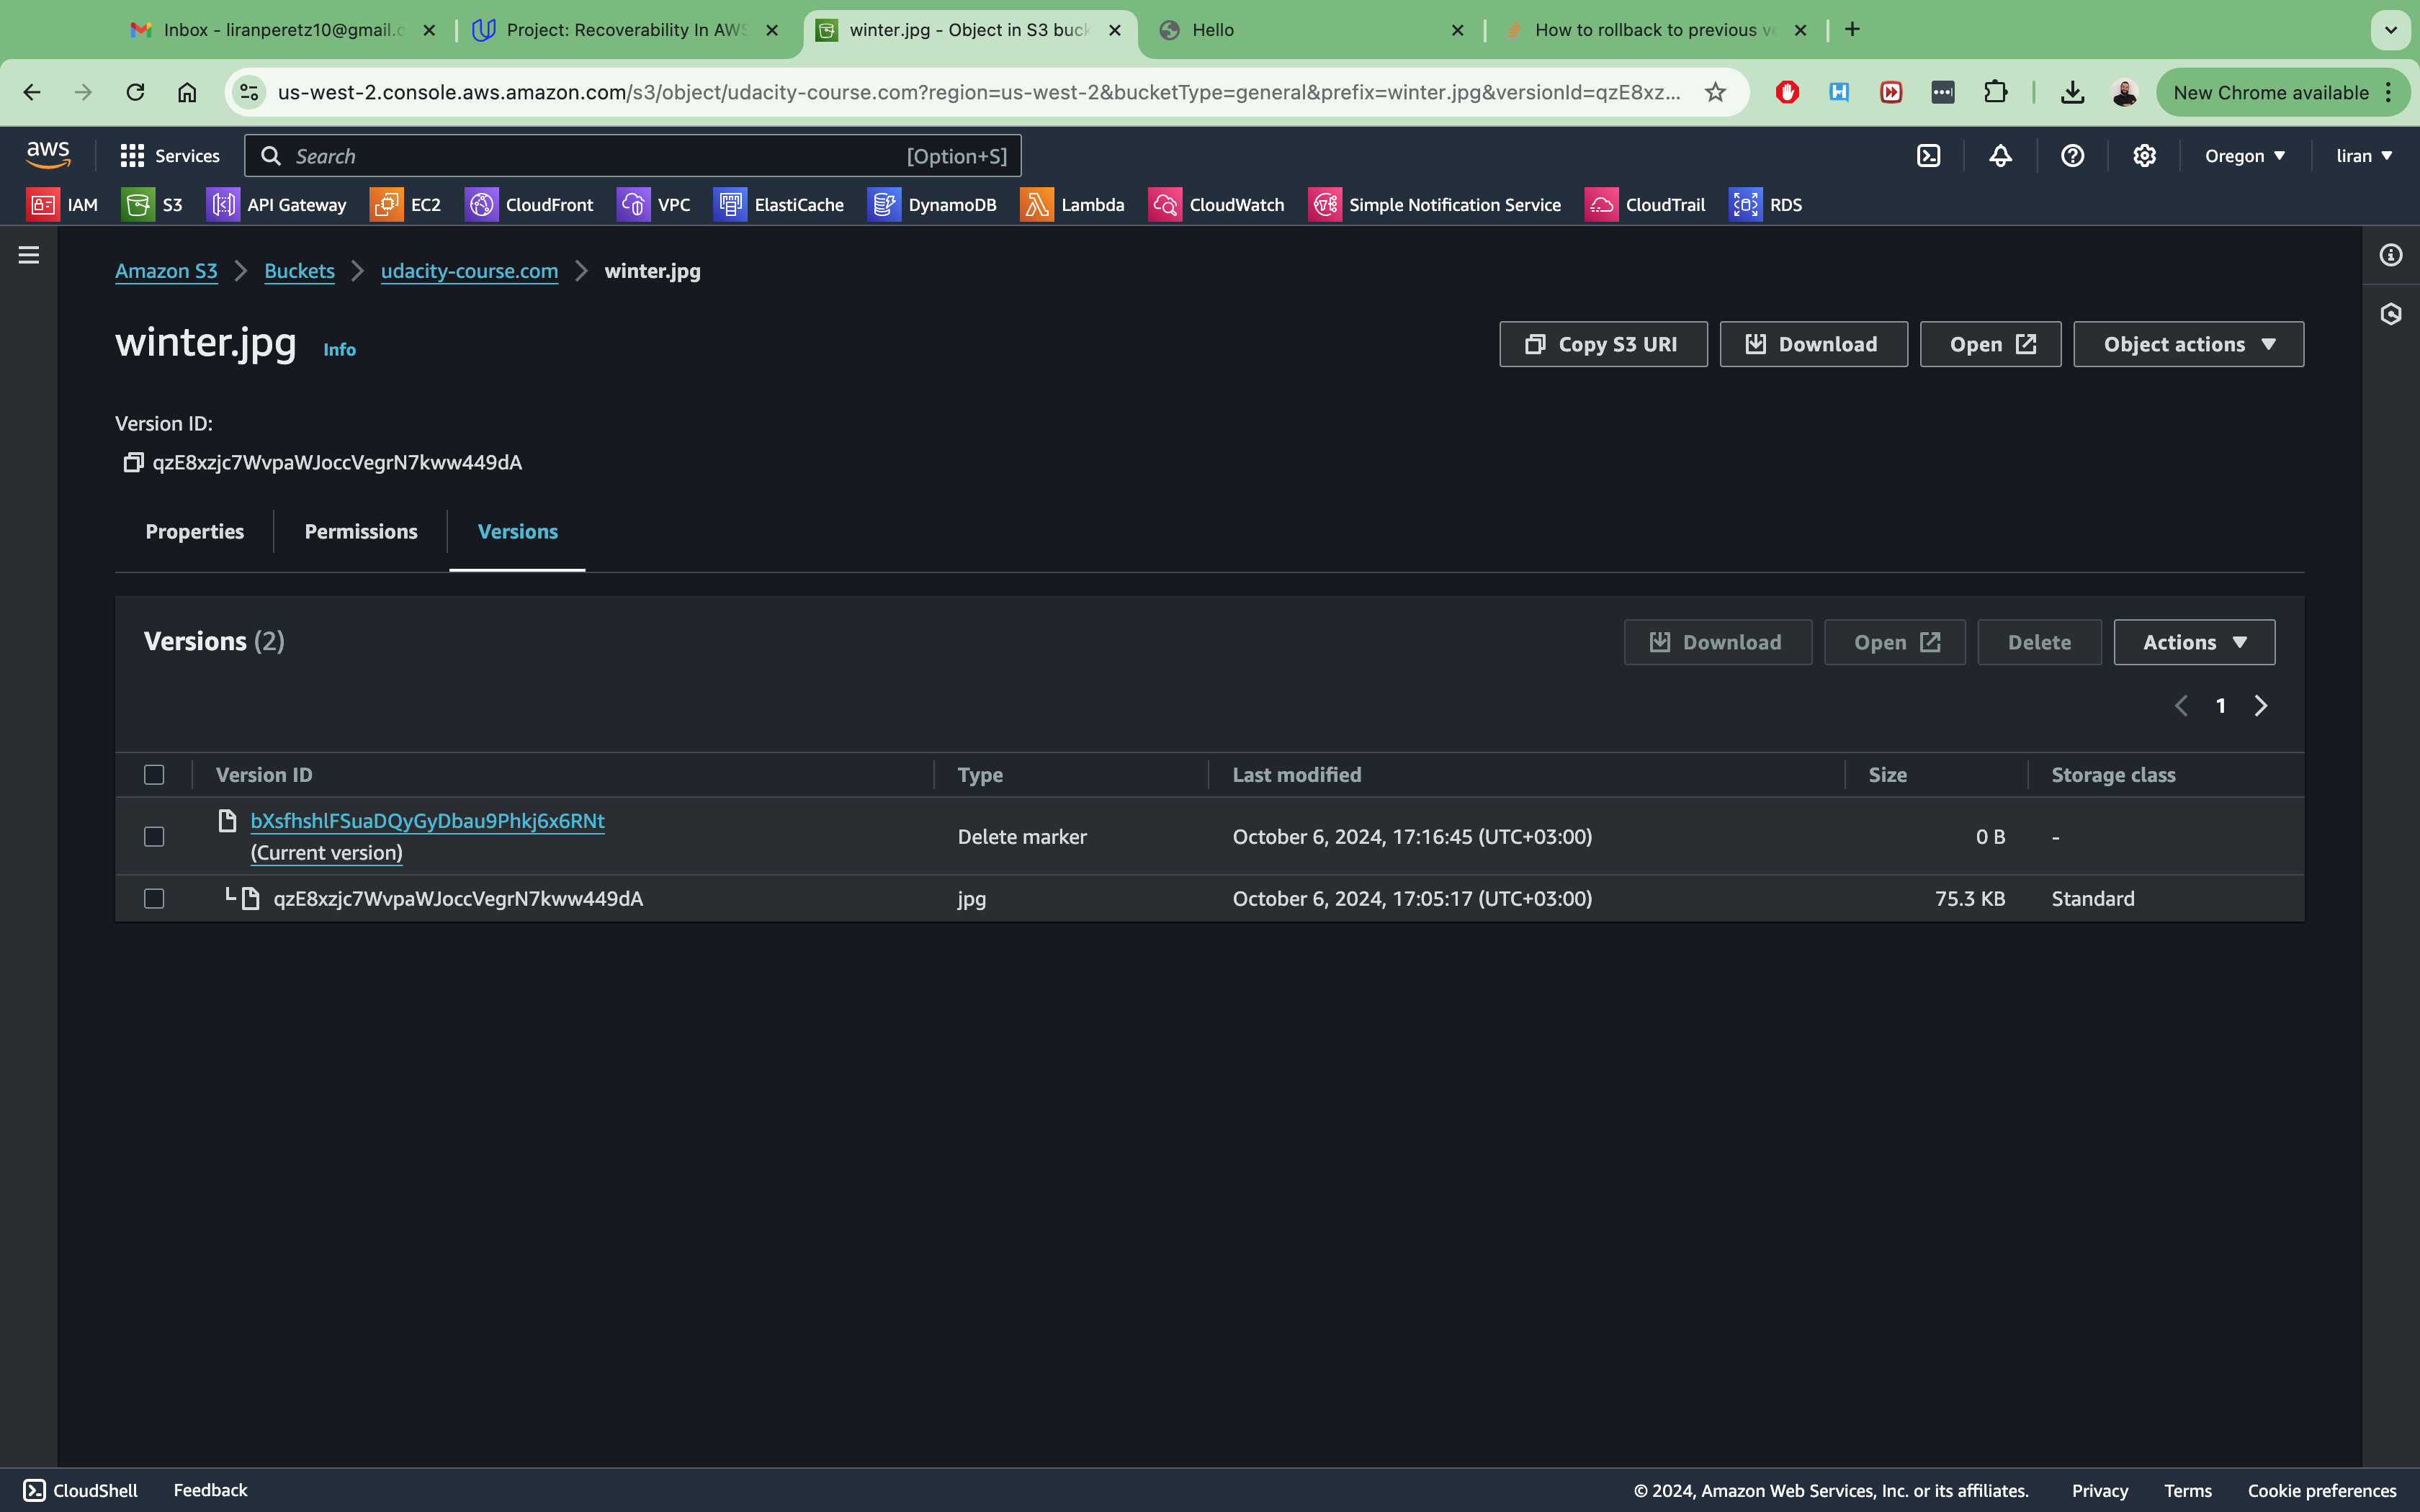 Inbox - liranperetz10@gmail.c
Project: Recoverability In AWS
winter.jpg - Object in S3 buck
Hello
How to rollback to previous ve
us-west-2.console.aws.amazon.com/s3/object/udacity-course.com?region=us-west-2&bucketType=general&prefix=winter.jpg&versionId=qzE8xz...
New Chrome available
aws
Services
Search
[Option+S]
Oregon
liran
IAM
S3
API Gateway
EC2
CloudFront
VPC
ElastiCache
DynamoDB
Lambda
CloudWatch
Simple Notification Service
CloudTrail
RDS
Amazon S3
Buckets
udacity-course.com
winter.jpg
winter.jpg
Info
Copy S3 URI
Download
Open
Object actions
Version ID:
qzE8xzjc7WvpaWJoccVegrN7kww449dA
Properties
Permissions
Versions
Versions (2)
Download
Open
Delete
Actions
1
Version ID
Type
Last modified
Size
Storage class
bXsfhshlFSuaDQyGyDbau9Phkj6x6RNt
(Current version)
Delete marker
October 6, 2024, 17:16:45 (UTC+03:00)
0 B
-
qzE8xzjc7WvpaWJoccVegrN7kww449dA
jpg
October 6, 2024, 17:05:17 (UTC+03:00)
75.3 KB
Standard
CloudShell
Feedback
© 2024, Amazon Web Services, Inc. or its affiliates.
Privacy
Terms
Cookie preferences